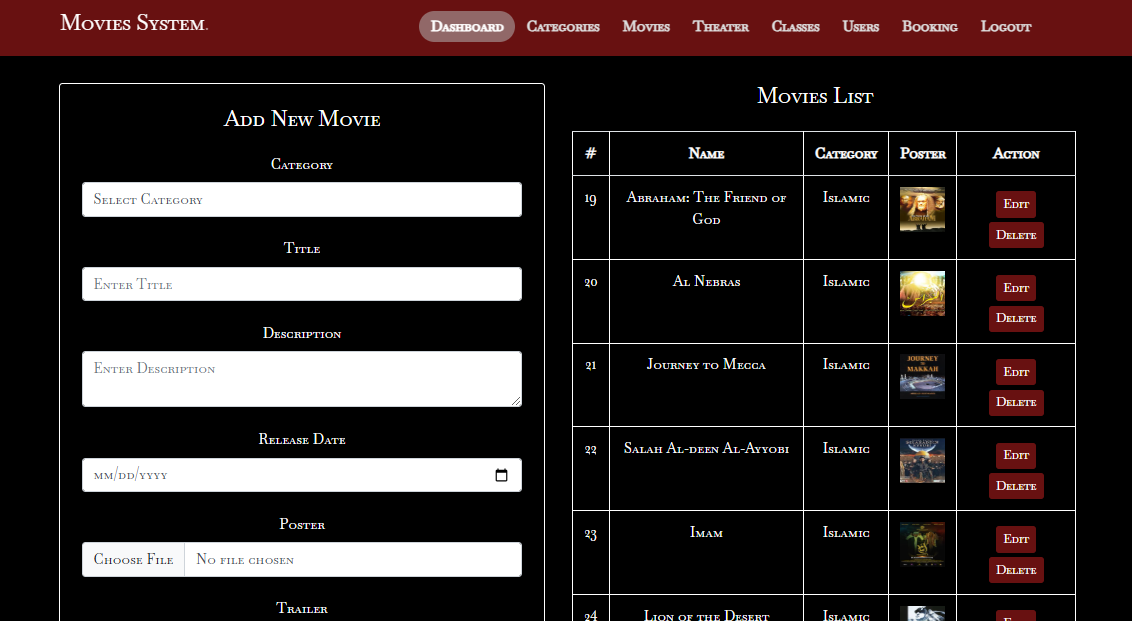 Movies System.
Dashboard Categories Movies Theater Classes Users Booking Logout
Add New Movie
Category
Select Category
Title
Enter Title
Description
Enter Description
Release Date
mm/dd/yyyy
Poster
Choose File No file chosen
Trailer
Movies List
# Name Category Poster Action
19 Abraham: The Friend of God Islamic Edit Delete
20 Al Nebras Islamic Edit Delete
21 Journey to Mecca Islamic JOURNEY TO MAKKAH Edit Delete
22 Salah Al-deen Al-Ayyobi Islamic Edit Delete
23 Imam Islamic Edit Delete
24 Lion of the Desert Islamic Edit